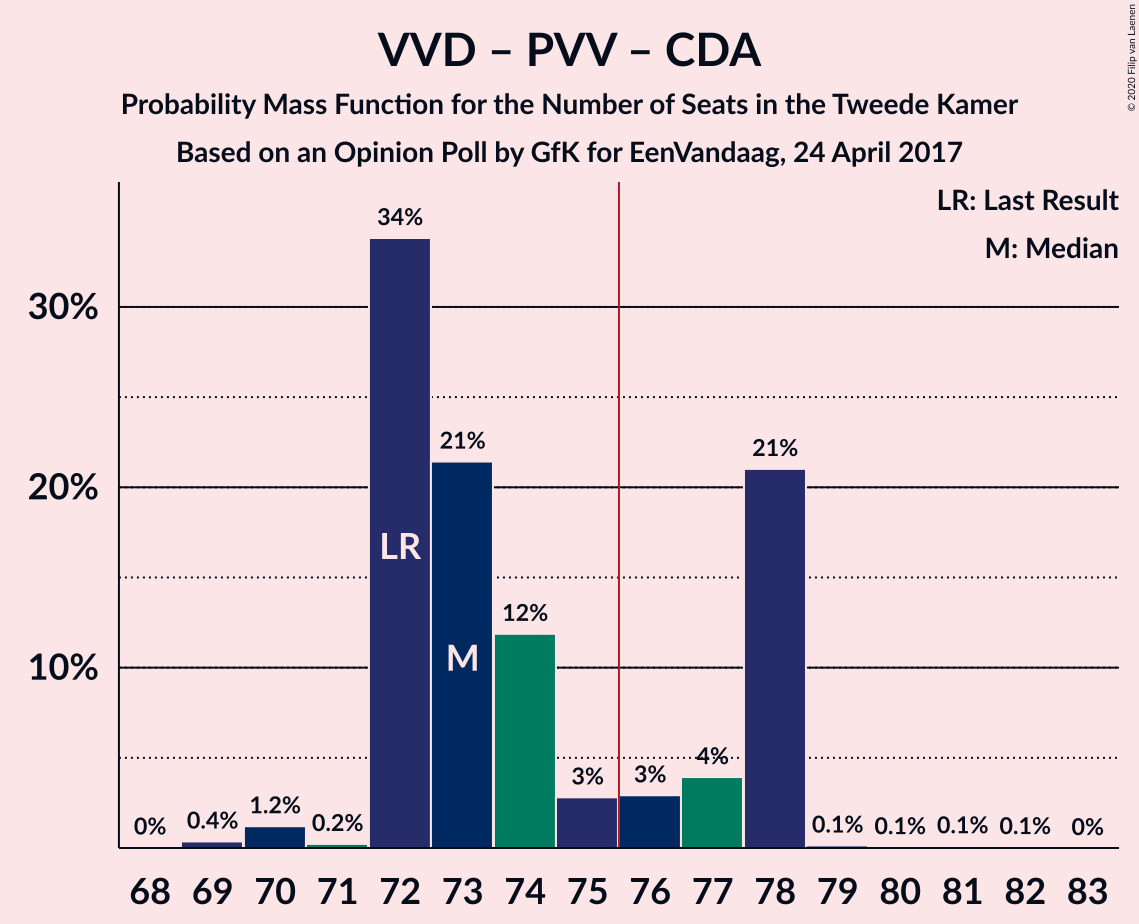 VVD – PVV – CDA
Probability Mass Function for the Number of Seats in the Tweede Kamer
Based on an Opinion Poll by GfK for EenVandaag, 24 April 2017
© 2020 Filip van Laenen
LR: Last Result
M: Median
30%
20%
10%
0%
0.4%
1.2%
0.2%
34%
21%
12%
3%
3%
4%
21%
0.1%
0.1%
0.1%
0.1%
0%
LR
M
68 69 70 71 72 73 74 75 76 77 78 79 80 81 82 83